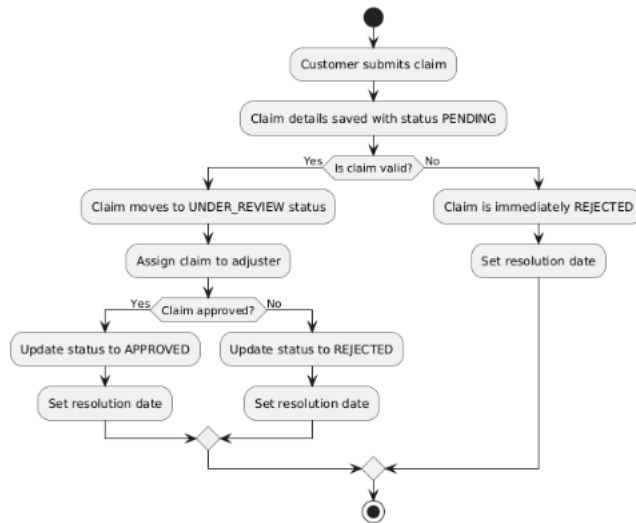 Customer submits claim
Claim details saved with status PENDING
Yes
Is claim valid?
No
Claim moves to UNDER_REVIEW status
Claim is immediately REJECTED
Assign claim to adjuster
Set resolution date
Yes
Claim approved?
No
Update status to APPROVED
Update status to REJECTED
Set resolution date
Set resolution date